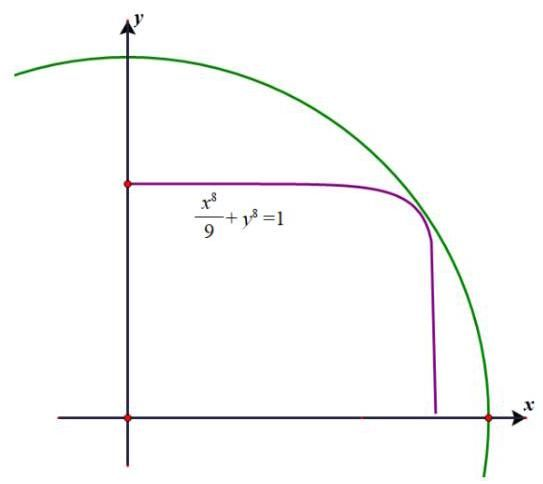 y
x⁸/9 + y⁸ = 1
x